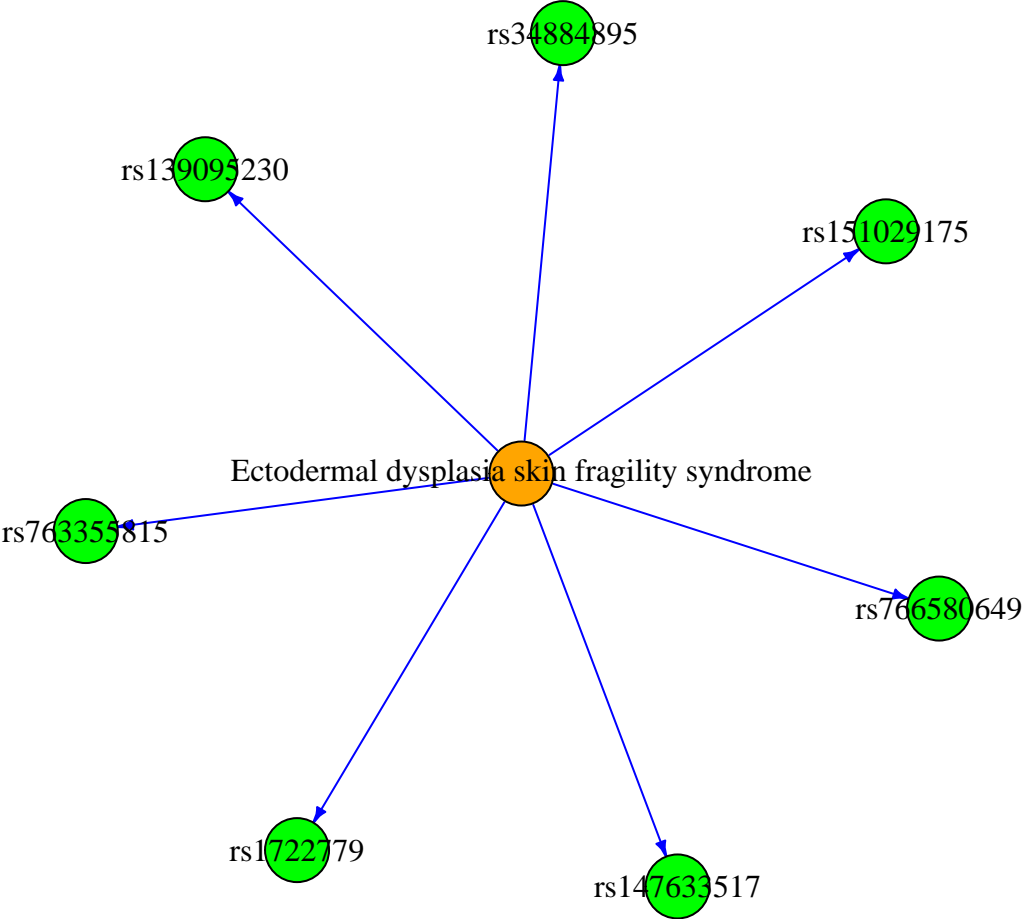 rs34884895
rs139095230
rs151029175
Ectodermal dysplasia skin fragility syndrome
rs763355815
rs766580649
rs1722779
rs147633517